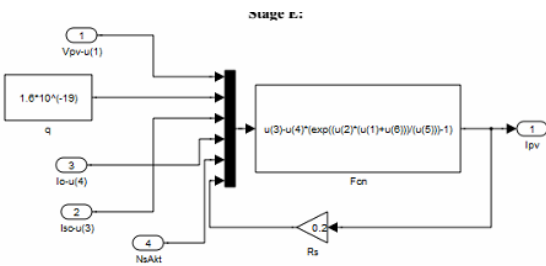 Stage E:
1
Vpv-u(1)
1.6*10^(-19)
q
3
Io-u(4)
2
Iso-u(3)
4
NsAkt
u(3)-u(4)*(exp((u(2)*(u(1)+u(6)))/(u(5)))-1)
Fcn
0.2
Rs
1
Ipv